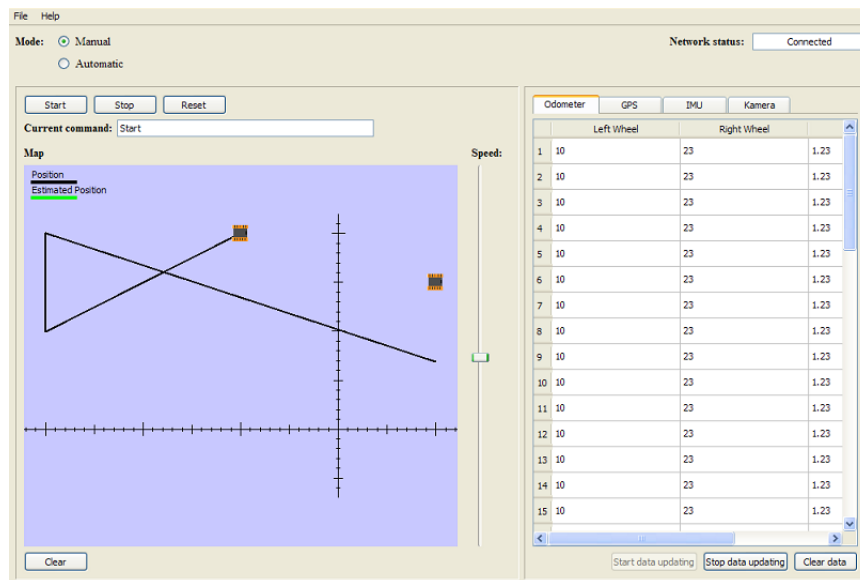 File Help
Mode: Manual
Automatic
Network status: Connected
Start Stop Reset
Current command: Start
Map
Speed:
Position
Estimated Position
Clear
Odometer GPS IMU Kamera
Left Wheel Right Wheel
1 10 23 1.23
2 10 23 1.23
3 10 23 1.23
4 10 23 1.23
5 10 23 1.23
6 10 23 1.23
7 10 23 1.23
8 10 23 1.23
9 10 23 1.23
10 10 23 1.23
11 10 23 1.23
12 10 23 1.23
13 10 23 1.23
14 10 23 1.23
15 10 23 1.23
Start data updating Stop data updating Clear data